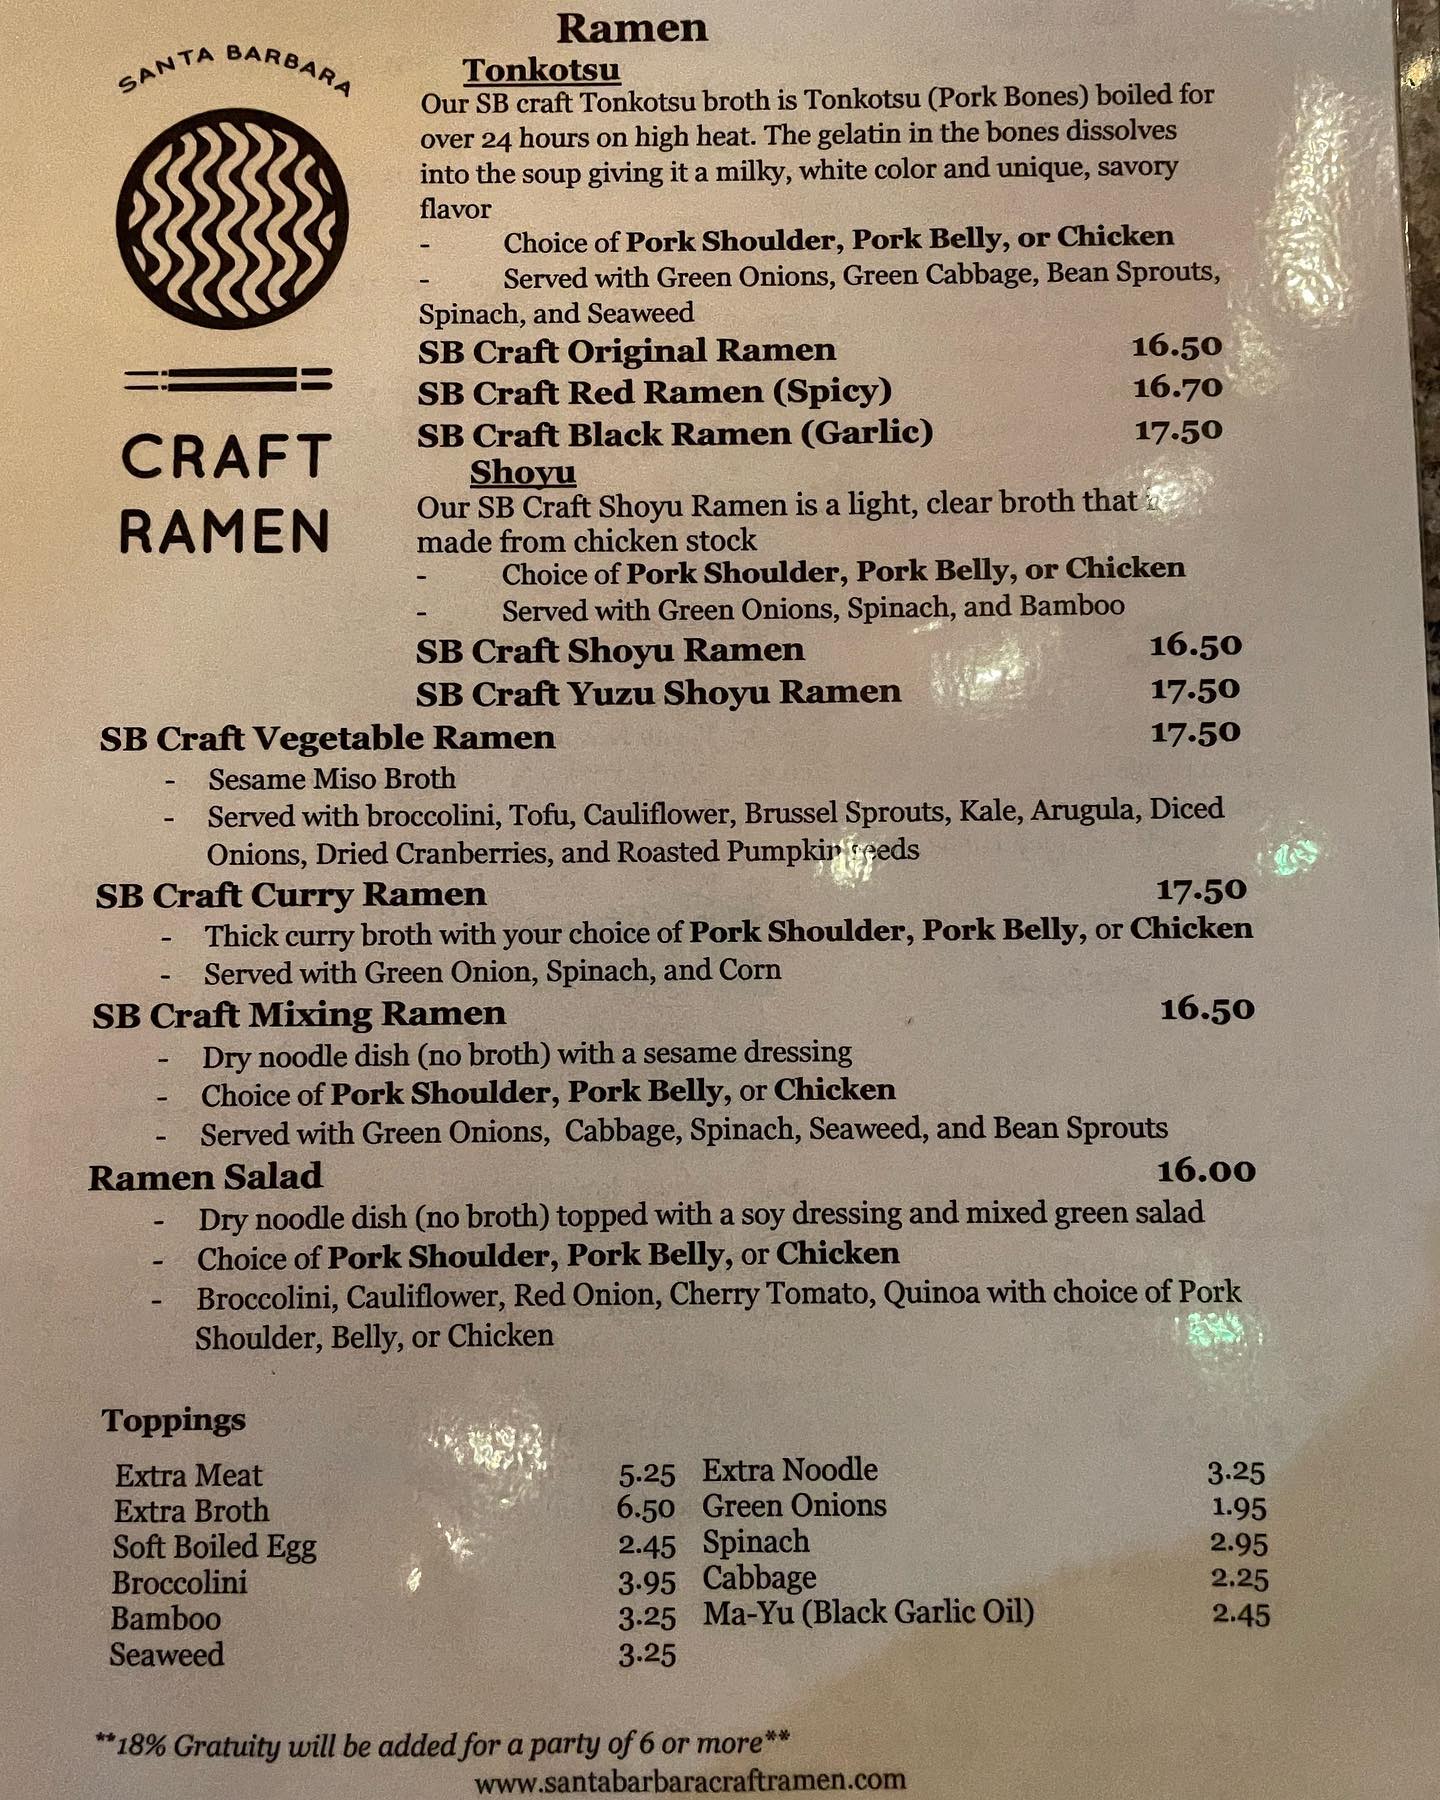 Ramen
SANTA BARBARA
CRAFT
RAMEN
Tonkotsu
Our SB craft Tonkotsu broth is Tonkotsu (Pork Bones) boiled for
over 24 hours on high heat. The gelatin in the bones dissolves
into the soup giving it a milky, white color and unique, savory
flavor
- Choice of Pork Shoulder, Pork Belly, or Chicken
- Served with Green Onions, Green Cabbage, Bean Sprouts,
Spinach, and Seaweed
SB Craft Original Ramen 16.50
SB Craft Red Ramen (Spicy) 16.70
SB Craft Black Ramen (Garlic) 17.50
Shoyu
Our SB Craft Shoyu Ramen is a light, clear broth that
made from chicken stock
- Choice of Pork Shoulder, Pork Belly, or Chicken
- Served with Green Onions, Spinach, and Bamboo
SB Craft Shoyu Ramen 16.50
SB Craft Yuzu Shoyu Ramen 17.50
SB Craft Vegetable Ramen 17.50
- Sesame Miso Broth
- Served with broccolini, Tofu, Cauliflower, Brussel Sprouts, Kale, Arugula, Diced
Onions, Dried Cranberries, and Roasted Pumpkin seeds
SB Craft Curry Ramen 17.50
- Thick curry broth with your choice of Pork Shoulder, Pork Belly, or Chicken
- Served with Green Onion, Spinach, and Corn
SB Craft Mixing Ramen 16.50
- Dry noodle dish (no broth) with a sesame dressing
- Choice of Pork Shoulder, Pork Belly, or Chicken
- Served with Green Onions, Cabbage, Spinach, Seaweed, and Bean Sprouts
Ramen Salad 16.00
- Dry noodle dish (no broth) topped with a soy dressing and mixed green salad
- Choice of Pork Shoulder, Pork Belly, or Chicken
- Broccolini, Cauliflower, Red Onion, Cherry Tomato, Quinoa with choice of Pork
Shoulder, Belly, or Chicken
Toppings
Extra Meat 5.25 Extra Noodle 3.25
Extra Broth 6.50 Green Onions 1.95
Soft Boiled Egg 2.45 Spinach 2.95
Broccolini 3.95 Cabbage 2.25
Bamboo 3.25 Ma-Yu (Black Garlic Oil) 2.45
Seaweed 3.25
**18% Gratuity will be added for a party of 6 or more**
www.santabarbaracraftramen.com